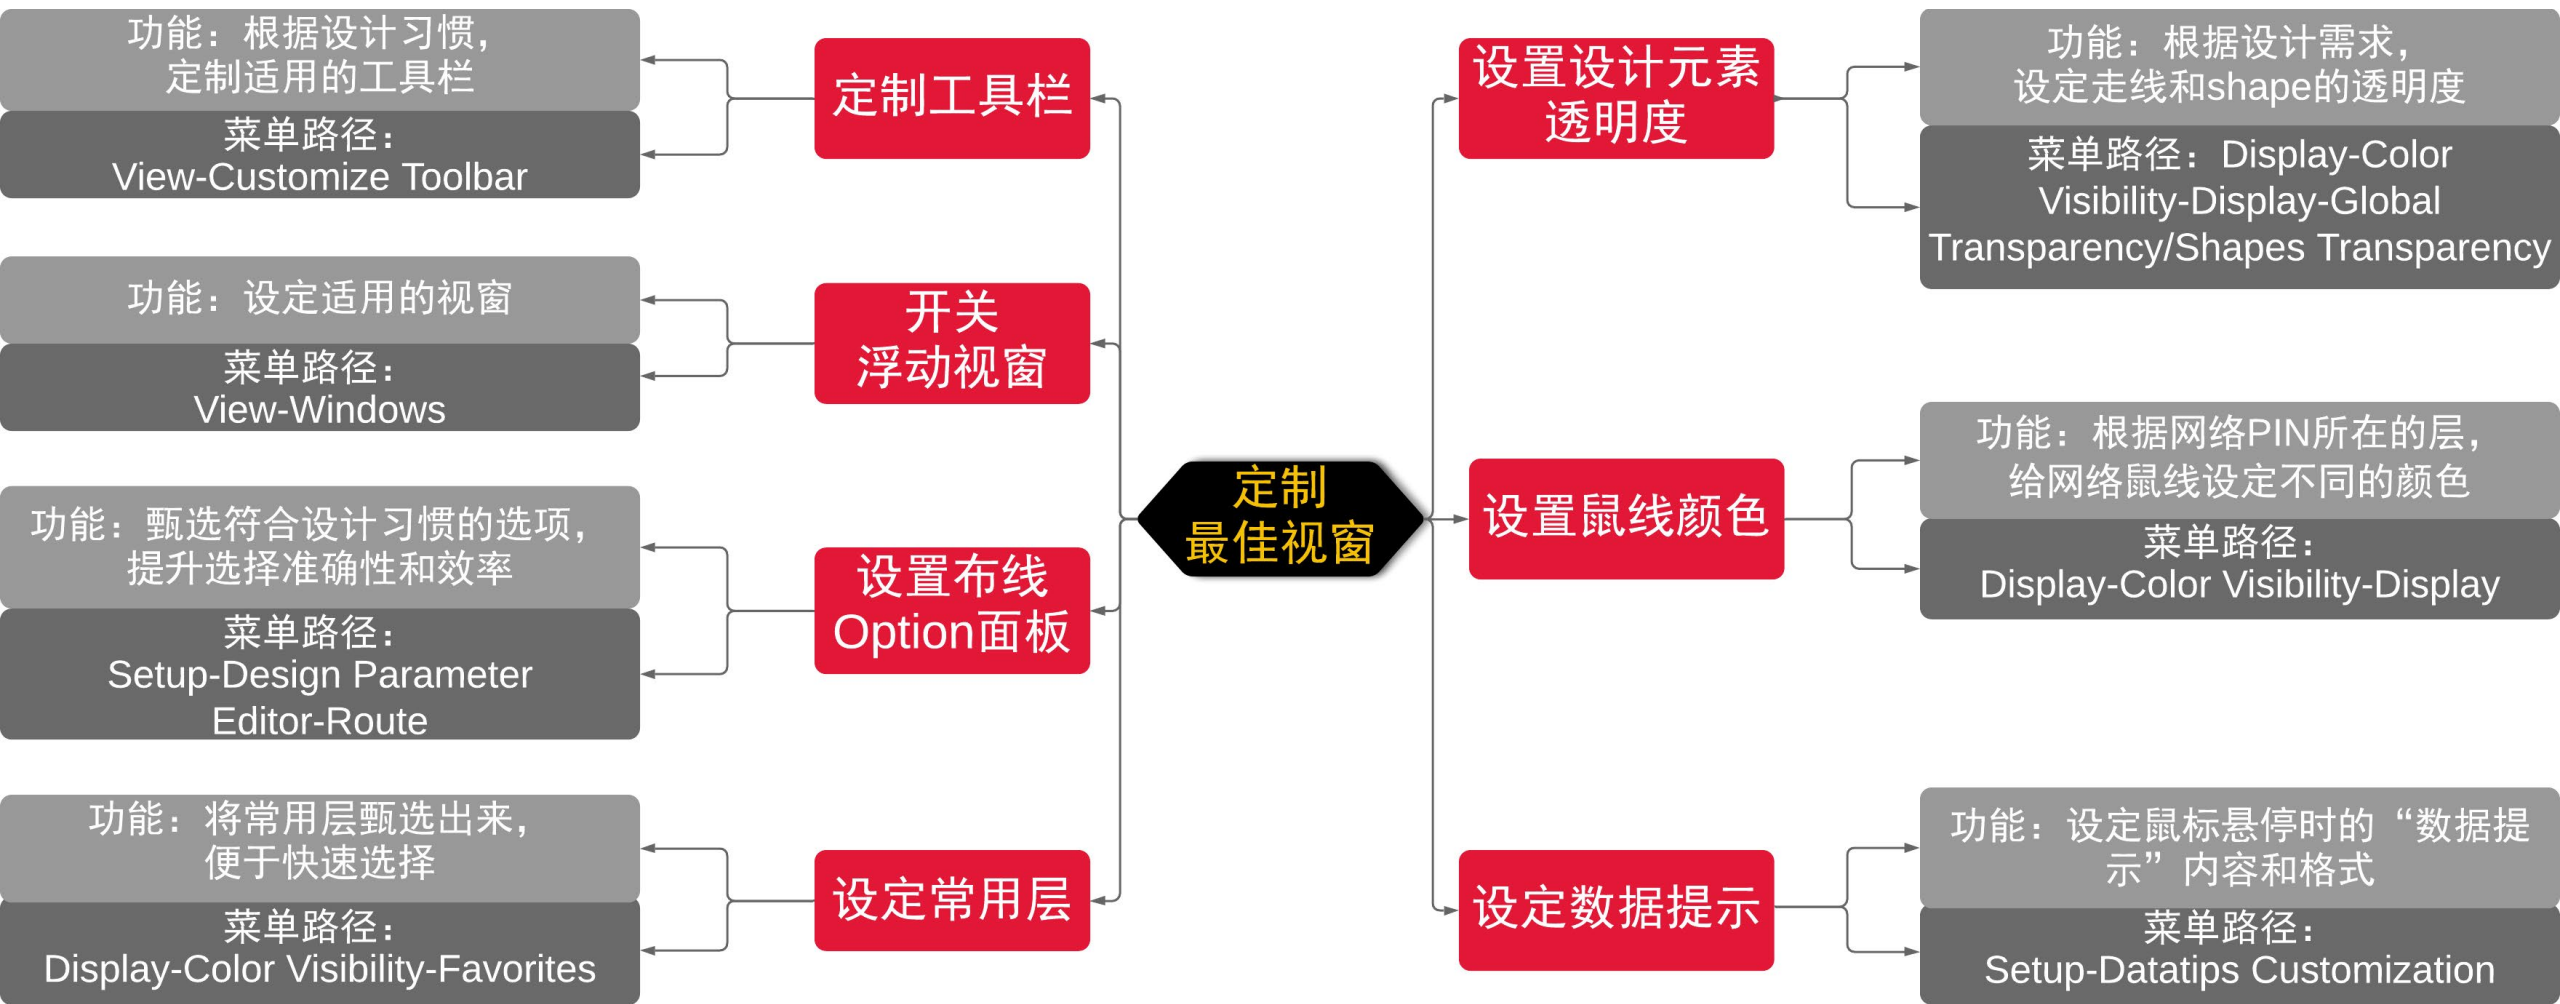 定制
最佳视窗
定制工具栏
功能：根据设计习惯，
定制适用的工具栏
菜单路径：
View-Customize Toolbar
开关
浮动视窗
功能：设定适用的视窗
菜单路径：
View-Windows
设置布线
Option面板
功能：甄选符合设计习惯的选项，
提升选择准确性和效率
菜单路径：
Setup-Design Parameter
Editor-Route
设定常用层
功能：将常用层甄选出来，
便于快速选择
菜单路径：
Display-Color Visibility-Favorites
设置设计元素
透明度
功能：根据设计需求，
设定走线和shape的透明度
菜单路径：Display-Color
Visibility-Display-Global
Transparency/Shapes Transparency
设置鼠线颜色
功能：根据网络PIN所在的层，
给网络鼠线设定不同的颜色
菜单路径：
Display-Color Visibility-Display
设定数据提示
功能：设定鼠标悬停时的“数据提
示”内容和格式
菜单路径：
Setup-Datatips Customization